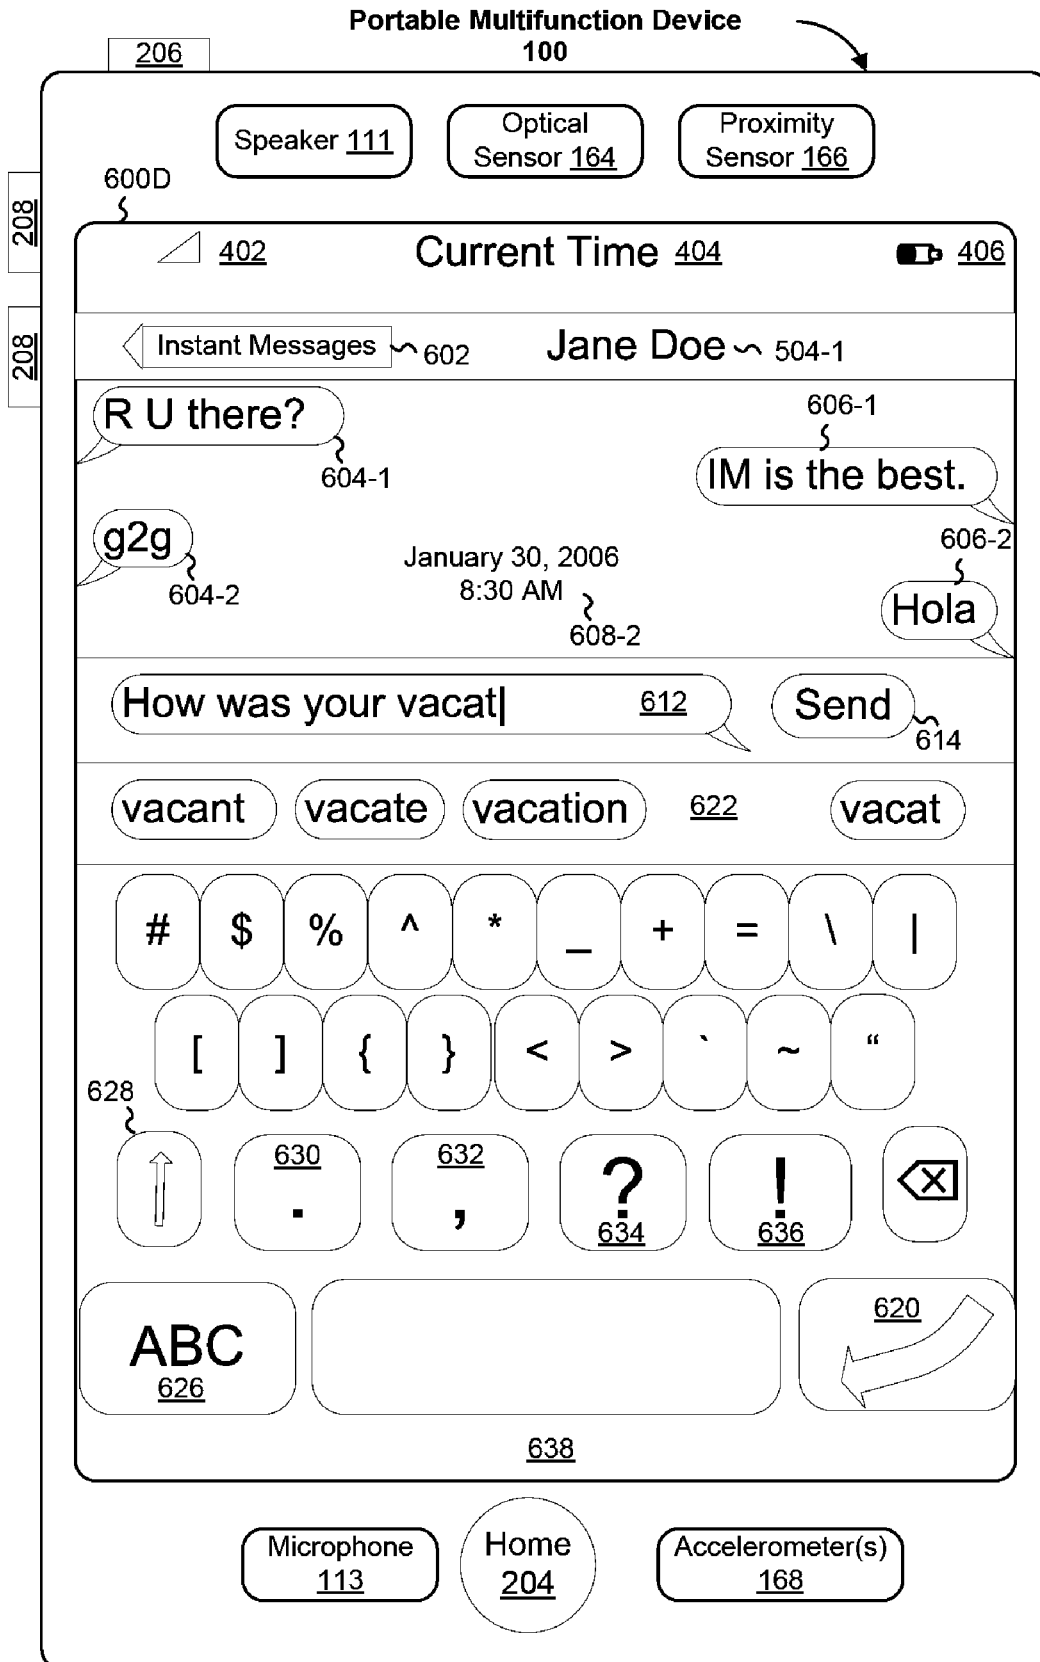 Portable Multifunction Device
100
206
Speaker 111
Optical
Sensor 164
Proximity
Sensor 166
600D
208
208
402
Current Time 404
406
Instant Messages
602
Jane Doe
504-1
R U there?
604-1
606-1
IM is the best.
g2g
604-2
January 30, 2006
8:30 AM
608-2
606-2
Hola
How was your vacat|
612
Send
614
vacant
vacate
vacation
622
vacat
# $ % ^ * _ + = \ |
[ ] { } < > ` ~ “
628
630
.
632
,
?
634
!
636
ABC
626
620
638
Microphone
113
Home
204
Accelerometer(s)
168